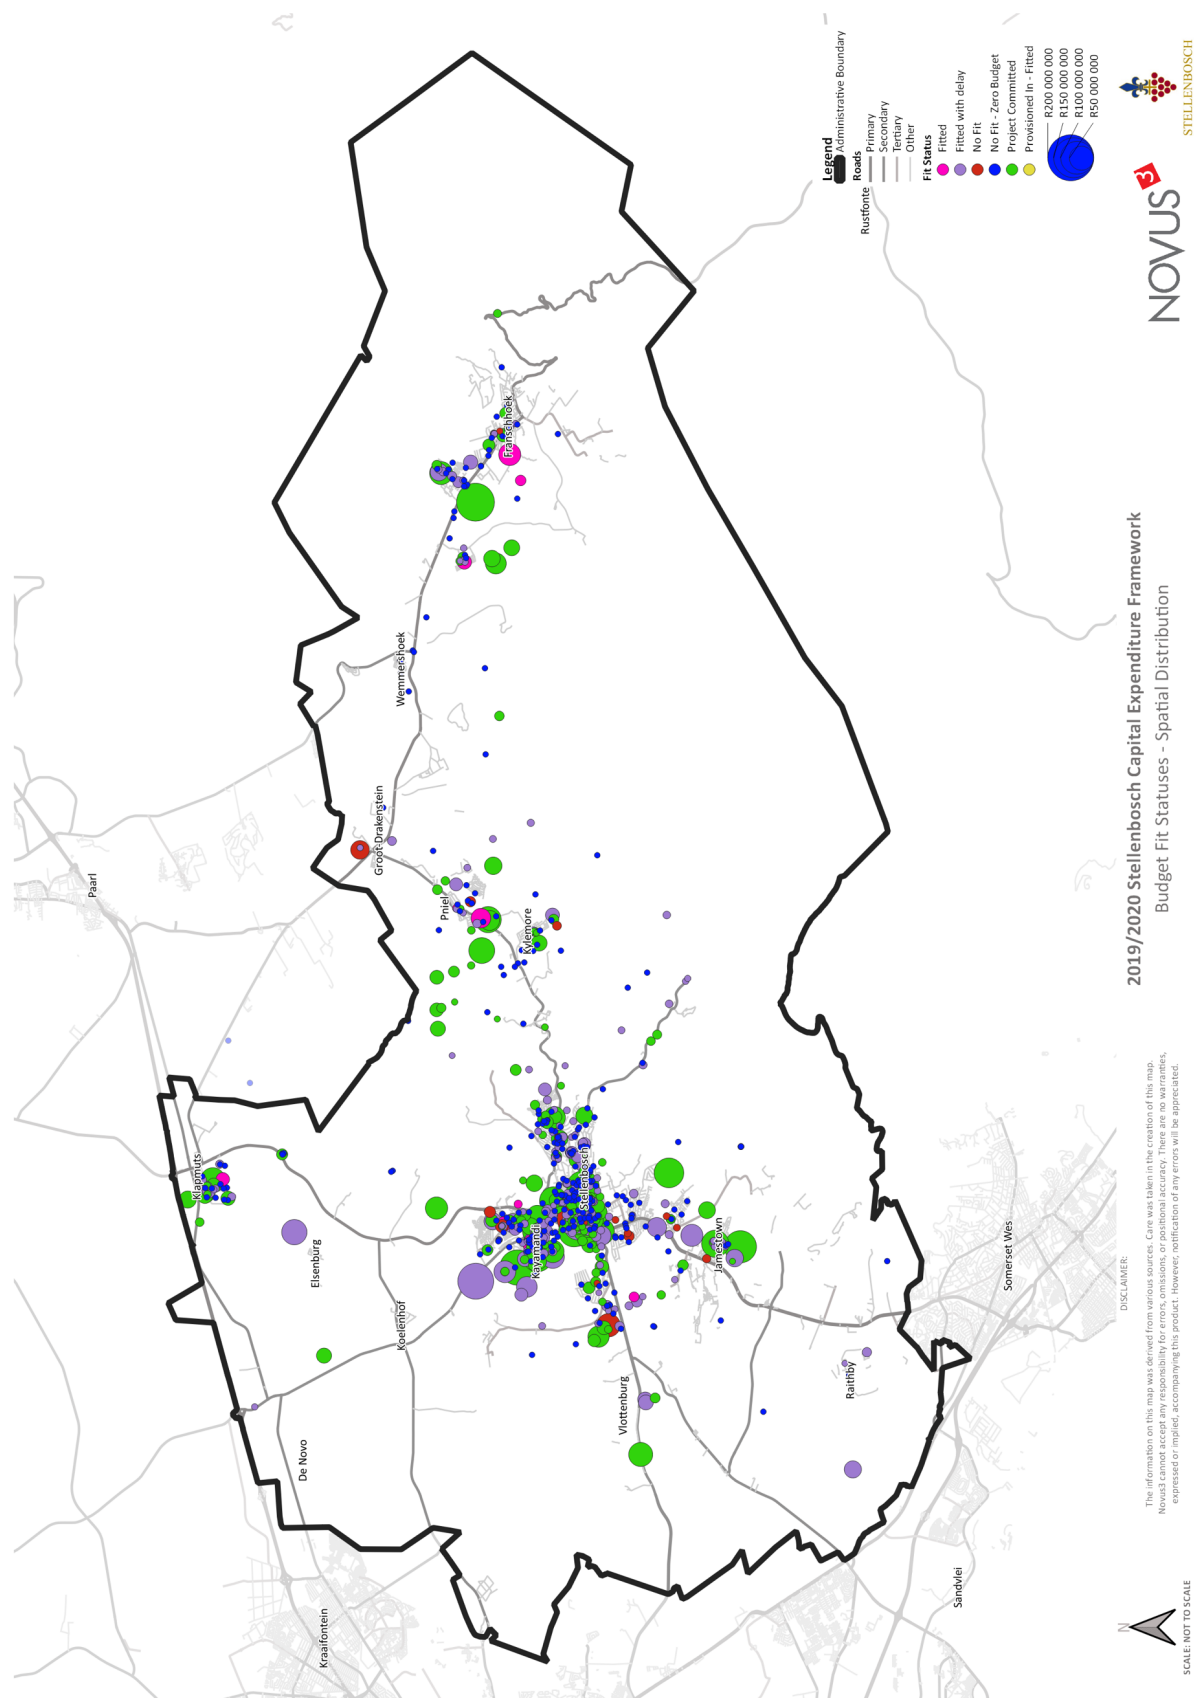 Paarl
Klapmuts
Elsenburg
Koelenhof
De Novo
Kraaifontein
Groot-Drakenstein
Wemmershoek
Franschhoek
Pniel
Kylemore
Stellenbosch
Kayamandi
Jamestown
Vlottenburg
Raithby
Somerset Wes
Sandvlei
Rustfonte
Legend
Administrative Boundary
Roads
Primary
Secondary
Tertiary
Other
Fit Status
Fitted
Fitted with delay
No Fit
No Fit - Zero Budget
Project Committed
Provisioned In - Fitted
R200 000 000
R150 000 000
R100 000 000
R50 000 000
N
SCALE: NOT TO SCALE
DISCLAIMER:
The information on this map was derived from various sources. Care was taken in the creation of this map.
Novus3 cannot accept any responsibility for errors, omissions, or positional accuracy. There are no warranties,
expressed or implied, accompanying this product. However, notification of any errors will be appreciated.
2019/2020 Stellenbosch Capital Expenditure Framework
Budget Fit Statuses - Spatial Distribution
NOVUS3
STELLENBOSCH